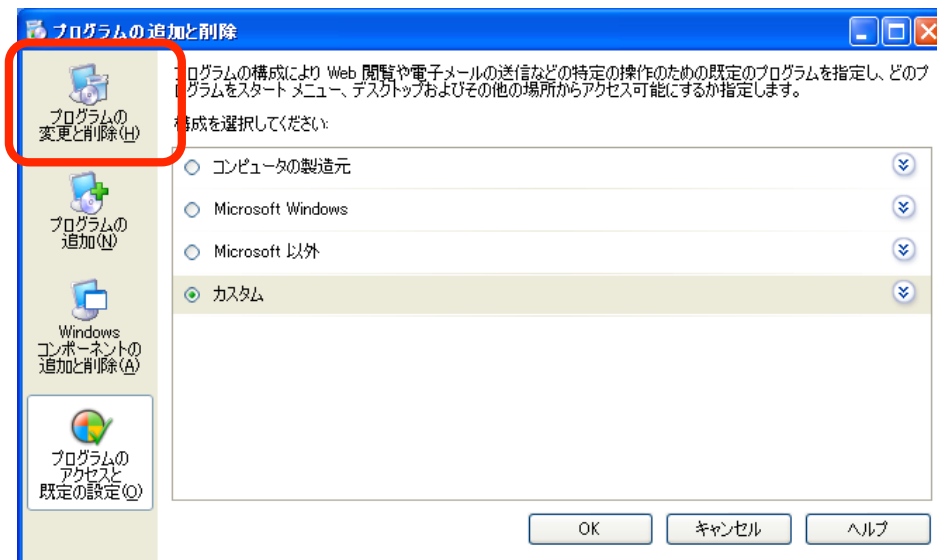 プログラムの追加と削除
プログラムの
変更と削除(H)
プログラムの
追加(N)
Windows
コンポーネントの
追加と削除(A)
プログラムの
アクセスと
既定の設定(O)
プログラムの構成により Web 閲覧や電子メールの送信などの特定の操作のための既定のプログラムを指定し、どのプ
ログラムをスタート メニュー、デスクトップおよびその他の場所からアクセス可能にするか指定します。
構成を選択してください:
コンピュータの製造元
Microsoft Windows
Microsoft 以外
カスタム
OK
キャンセル
ヘルプ